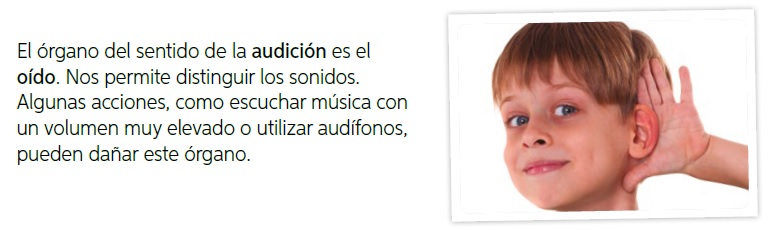 El órgano del sentido de la audición es el
oído. Nos permite distinguir los sonidos.
Algunas acciones, como escuchar música con
un volumen muy elevado o utilizar audífonos,
pueden dañar este órgano.